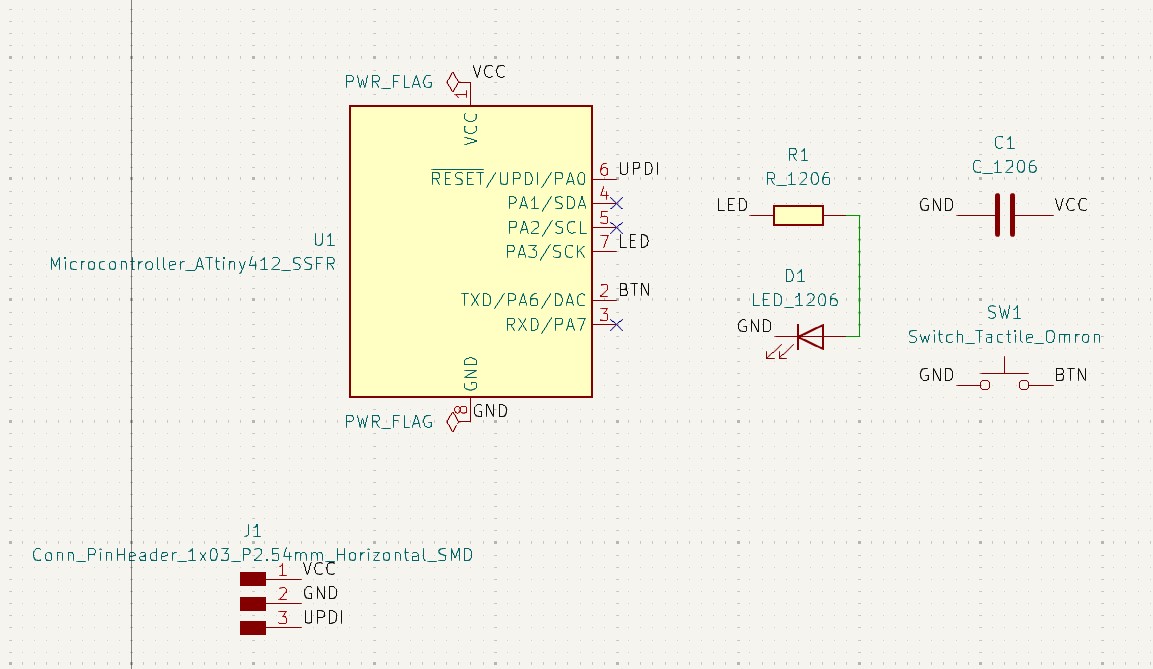 PWR_FLAG
VCC
1
VCC
6
UPDI
RESET/UPDI/PA0
4
PA1/SDA
5
PA2/SCL
7
LED
PA3/SCK
U1
Microcontroller_ATtiny412_SSFR
2
BTN
TXD/PA6/DAC
3
RXD/PA7
GND
8
GND
PWR_FLAG
R1
R_1206
LED
D1
LED_1206
GND
C1
C_1206
GND
VCC
SW1
Switch_Tactile_Omron
GND
BTN
J1
Conn_PinHeader_1x03_P2.54mm_Horizontal_SMD
1 VCC
2 GND
3 UPDI